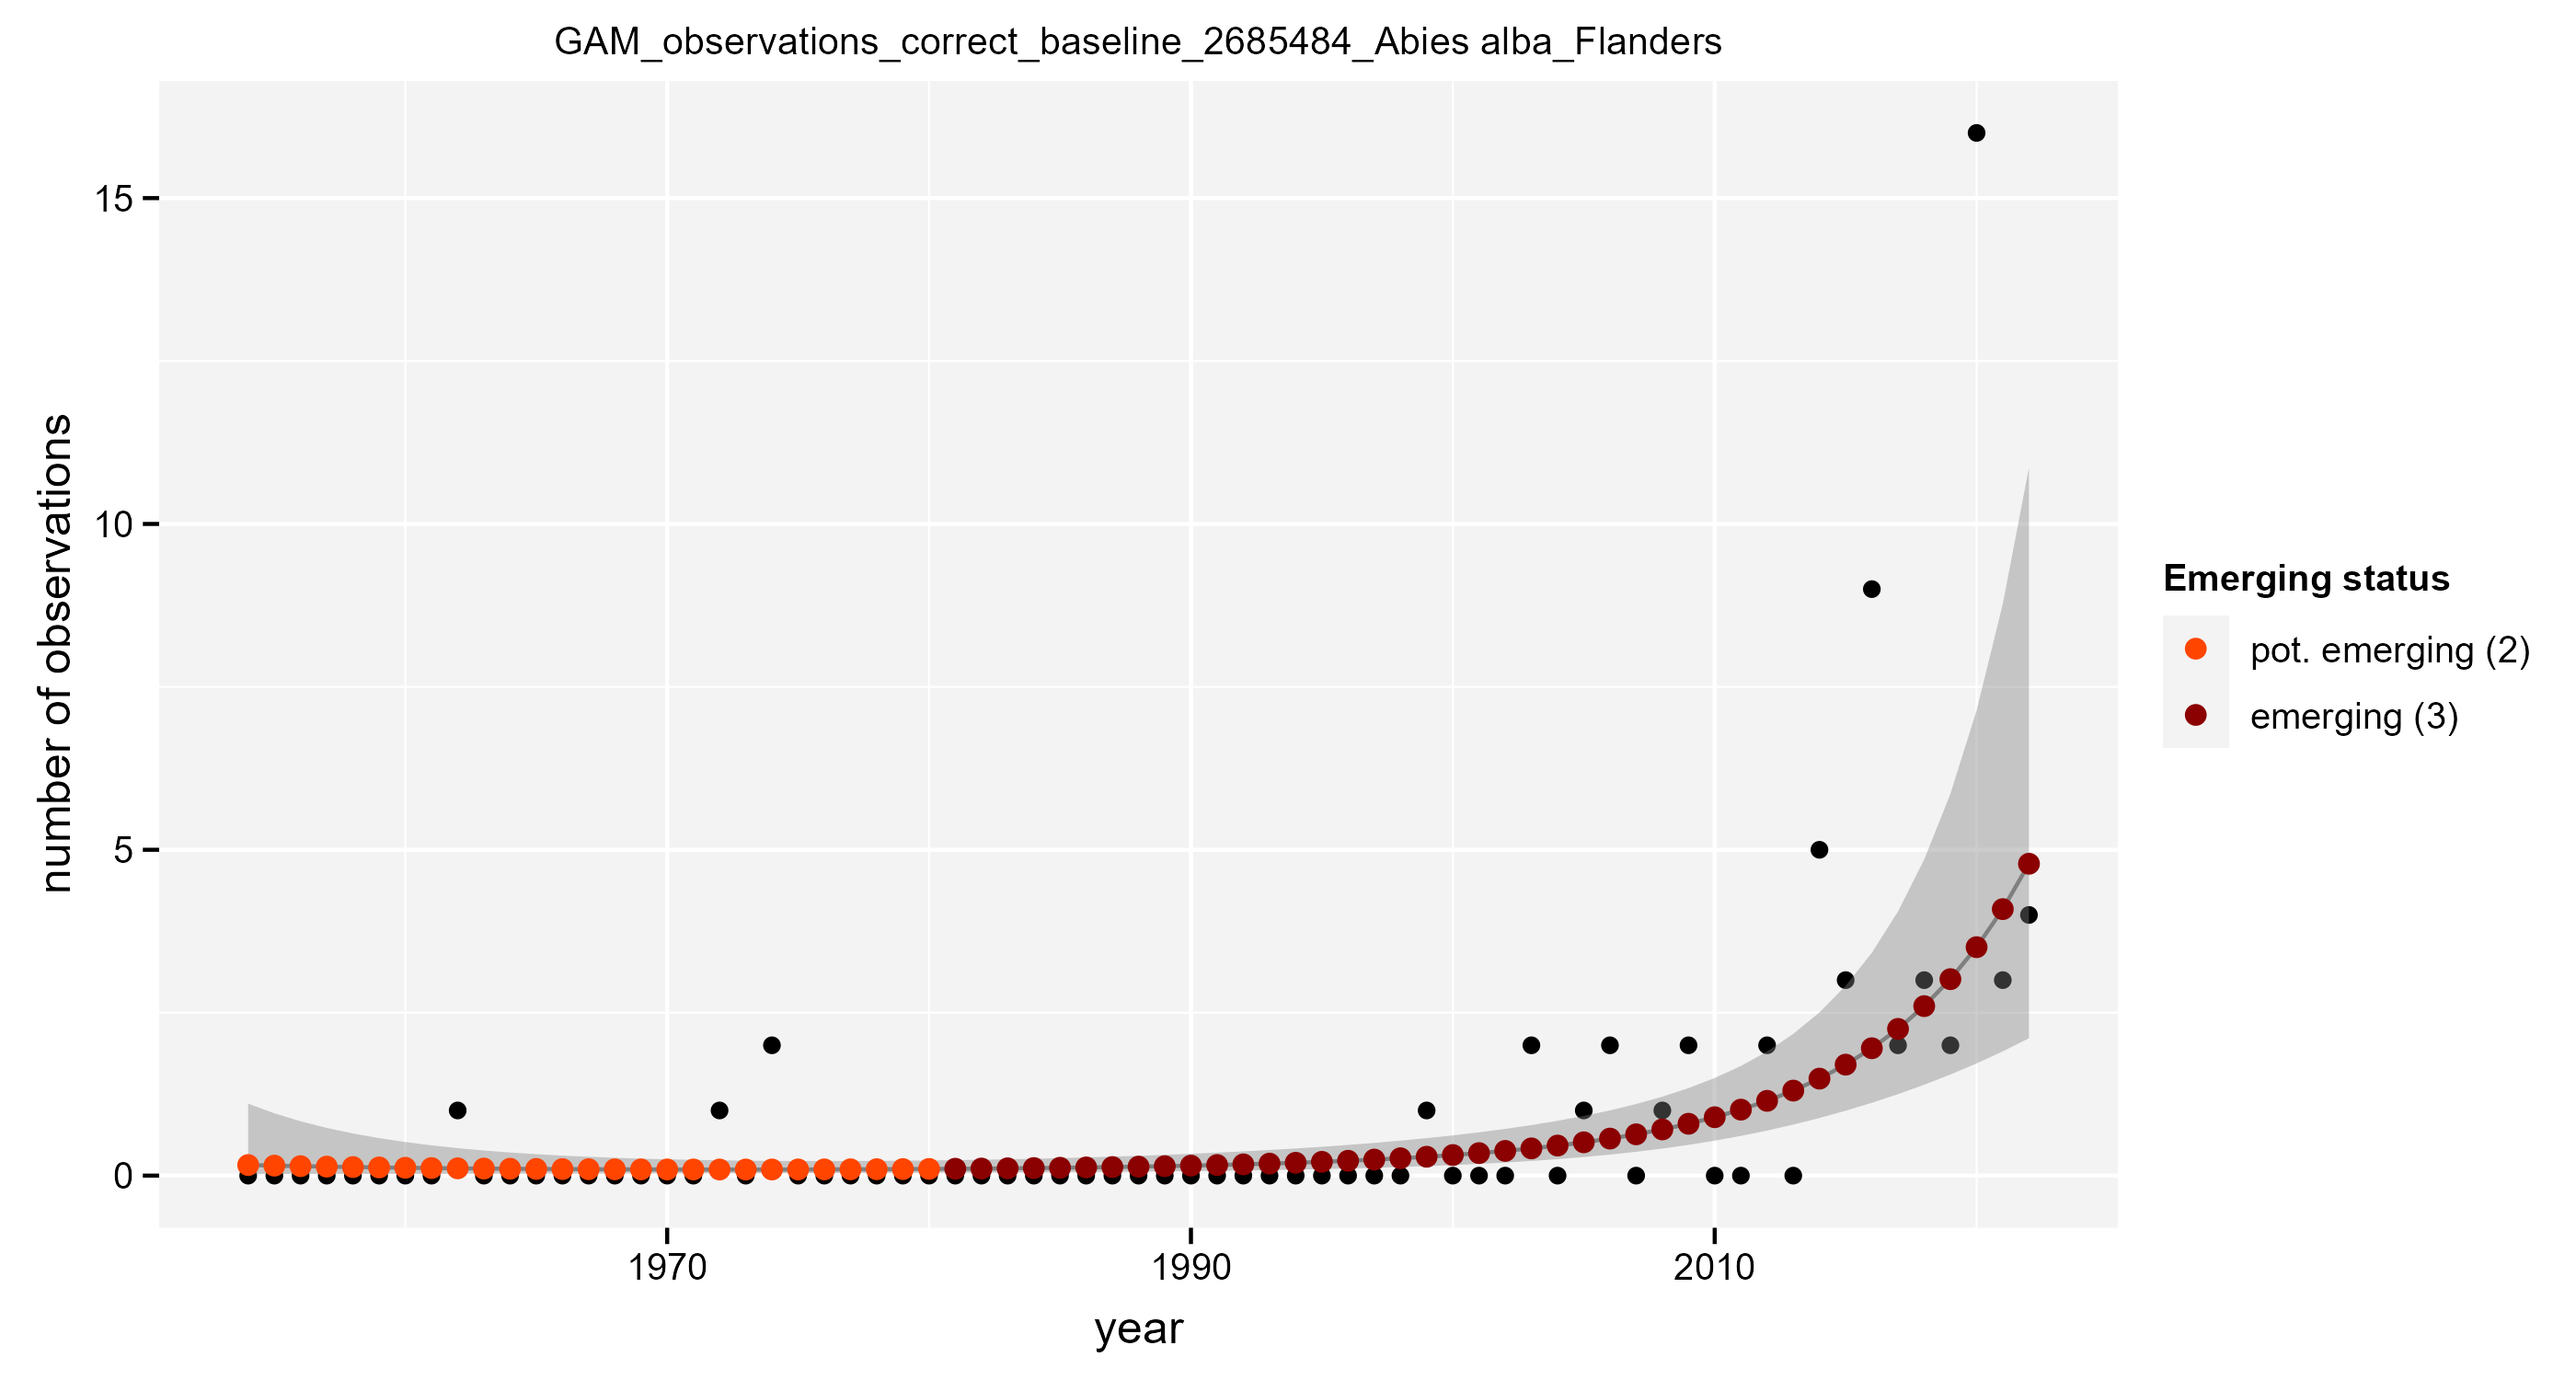 GAM_observations_correct_baseline_2685484_Abies alba_Flanders
number of observations
15
10
5
0
1970
1990
2010
year
Emerging status
pot. emerging (2)
emerging (3)